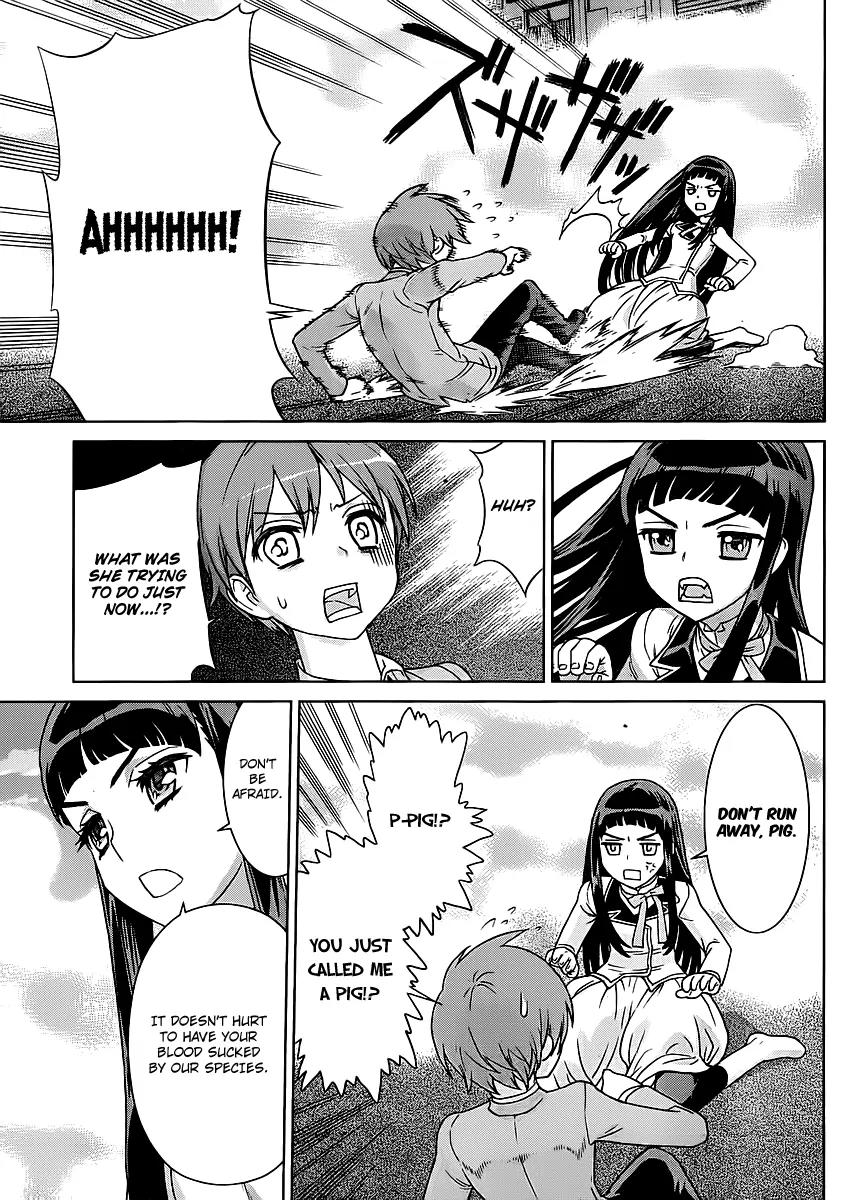 ズザザザッ
AHHHHHH!
HUH?
WHAT WAS
SHE TRYING
TO DO JUST
NOW...!?
DON'T RUN
AWAY, PIG.
P-PIG!?
YOU JUST
CALLED ME
A PIG!?
DON'T
BE
AFRAID.
IT DOESN'T HURT
TO HAVE YOUR
BLOOD SUCKED
BY OUR SPECIES.